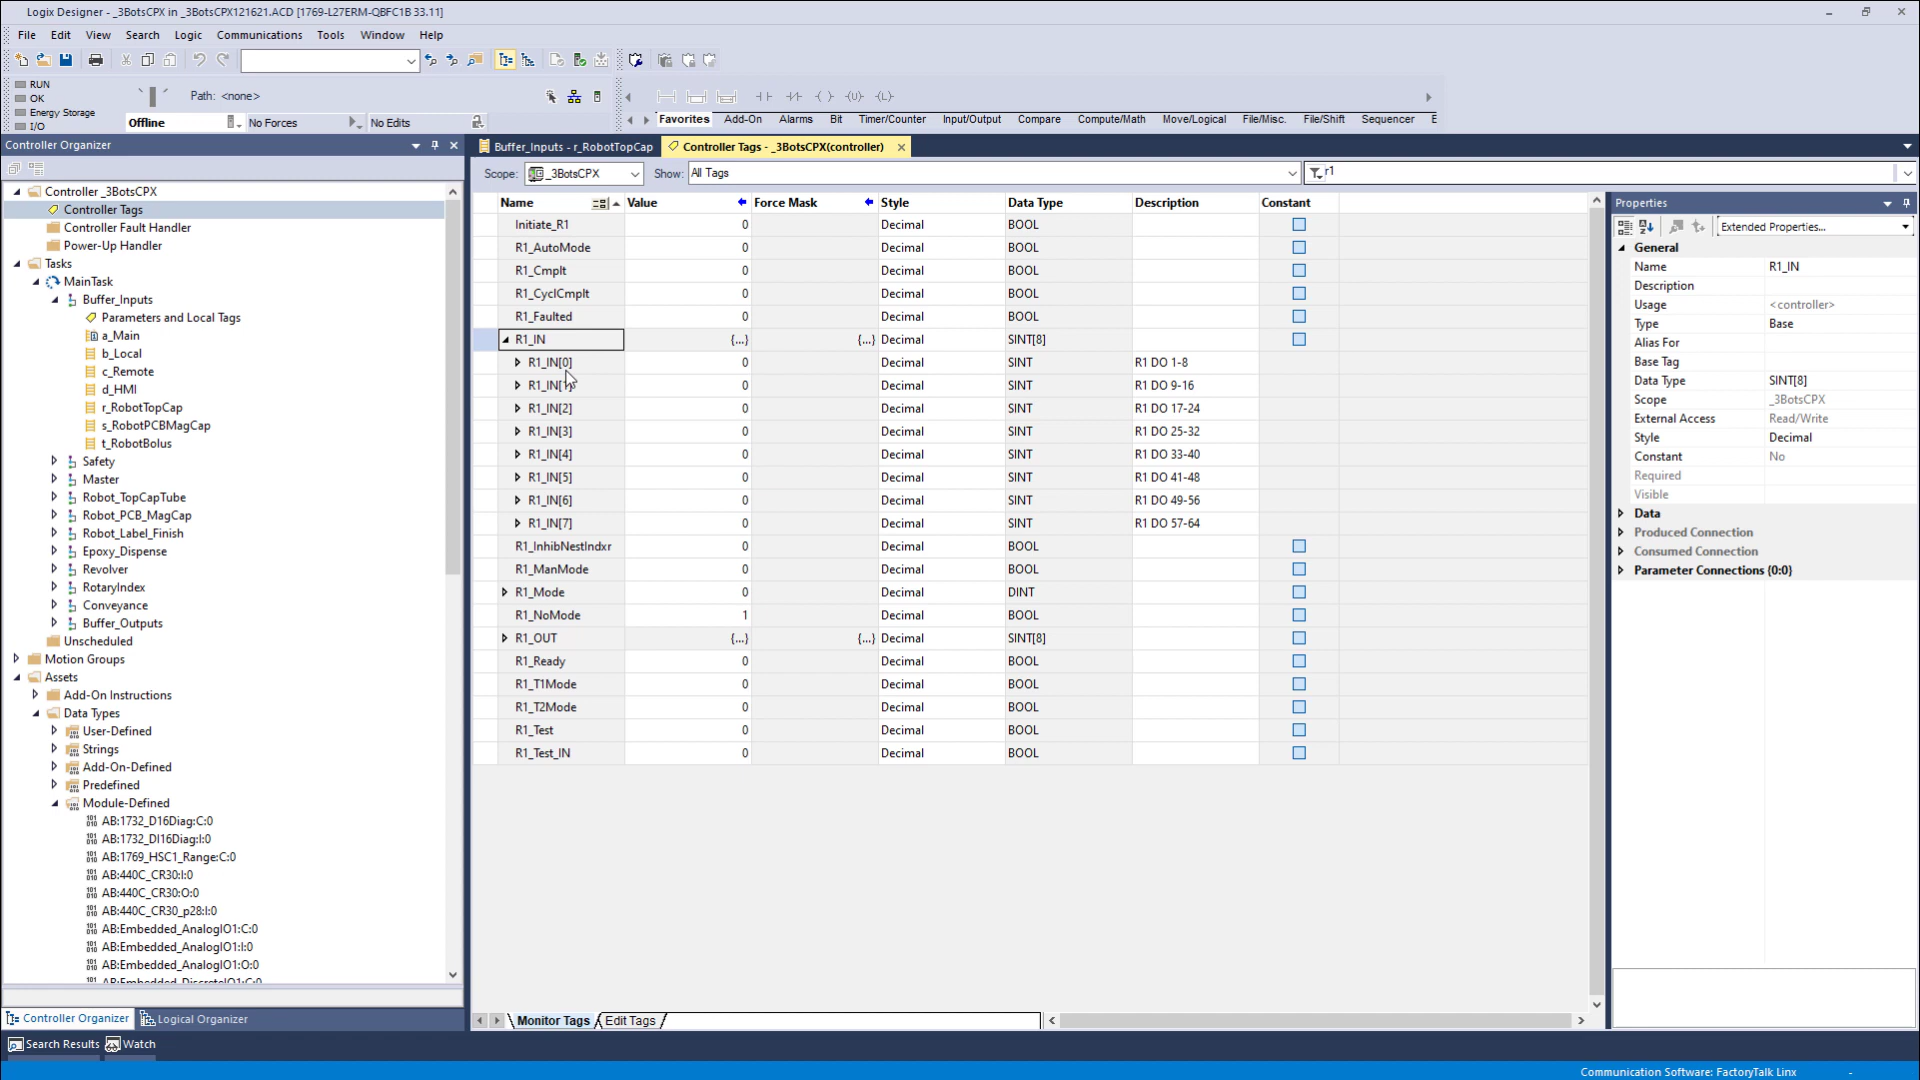 Logix Designer - _3BotsCPX in _3BotsCPX121621.ACD [1769-L27ERM-QBFC1B 33.11]
File Edit View Search Logic Communications Tools Window Help
RUN
OK
Energy Storage
I/O
Path: <none>
Offline No Forces No Edits
Favorites Add-On Alarms Bit Timer/Counter Input/Output Compare Compute/Math Move/Logical File/Misc. File/Shift Sequencer E
Controller Organizer
Controller _3BotsCPX
Controller Tags
Controller Fault Handler
Power-Up Handler
Tasks
MainTask
Buffer_Inputs
Parameters and Local Tags
a_Main
b_Local
c_Remote
d_HMI
r_RobotTopCap
s_RobotPCBMagCap
t_RobotBolus
Safety
Master
Robot_TopCapTube
Robot_PCB_MagCap
Robot_Label_Finish
Epoxy_Dispense
Revolver
RotaryIndex
Conveyance
Buffer_Outputs
Unscheduled
Motion Groups
Assets
Add-On Instructions
Data Types
User-Defined
Strings
Add-On-Defined
Predefined
Module-Defined
AB:1732_D16Diag:C:0
AB:1732_DI16Diag:I:0
AB:1769_HSC1_Range:C:0
AB:440C_CR30:I:0
AB:440C_CR30:O:0
AB:440C_CR30_p28:I:0
AB:Embedded_AnalogIO1:C:0
AB:Embedded_AnalogIO1:I:0
AB:Embedded_AnalogIO1:O:0
AB:Embedded_DiscreteIO1:C:0
Controller Organizer Logical Organizer
Buffer_Inputs - r_RobotTopCap Controller Tags - _3BotsCPX(controller)
Scope: _3BotsCPX Show: All Tags r1
Name Value Force Mask Style Data Type Description Constant
Initiate_R1 0 Decimal BOOL
R1_AutoMode 0 Decimal BOOL
R1_Cmplt 0 Decimal BOOL
R1_CyclCmplt 0 Decimal BOOL
R1_Faulted 0 Decimal BOOL
R1_IN {...} {...} Decimal SINT[8]
R1_IN[0] 0 Decimal SINT R1 DO 1-8
R1_IN[1] 0 Decimal SINT R1 DO 9-16
R1_IN[2] 0 Decimal SINT R1 DO 17-24
R1_IN[3] 0 Decimal SINT R1 DO 25-32
R1_IN[4] 0 Decimal SINT R1 DO 33-40
R1_IN[5] 0 Decimal SINT R1 DO 41-48
R1_IN[6] 0 Decimal SINT R1 DO 49-56
R1_IN[7] 0 Decimal SINT R1 DO 57-64
R1_InhibNestIndxr 0 Decimal BOOL
R1_ManMode 0 Decimal BOOL
R1_Mode 0 Decimal DINT
R1_NoMode 1 Decimal BOOL
R1_OUT {...} {...} Decimal SINT[8]
R1_Ready 0 Decimal BOOL
R1_T1Mode 0 Decimal BOOL
R1_T2Mode 0 Decimal BOOL
R1_Test 0 Decimal BOOL
R1_Test_IN 0 Decimal BOOL
Monitor Tags Edit Tags
Properties
Extended Properties...
General
Name R1_IN
Description
Usage <controller>
Type Base
Alias For
Base Tag
Data Type SINT[8]
Scope _3BotsCPX
External Access Read/Write
Style Decimal
Constant No
Required
Visible
Data
Produced Connection
Consumed Connection
Parameter Connections {0:0}
Search Results Watch
Communication Software: FactoryTalk Linx